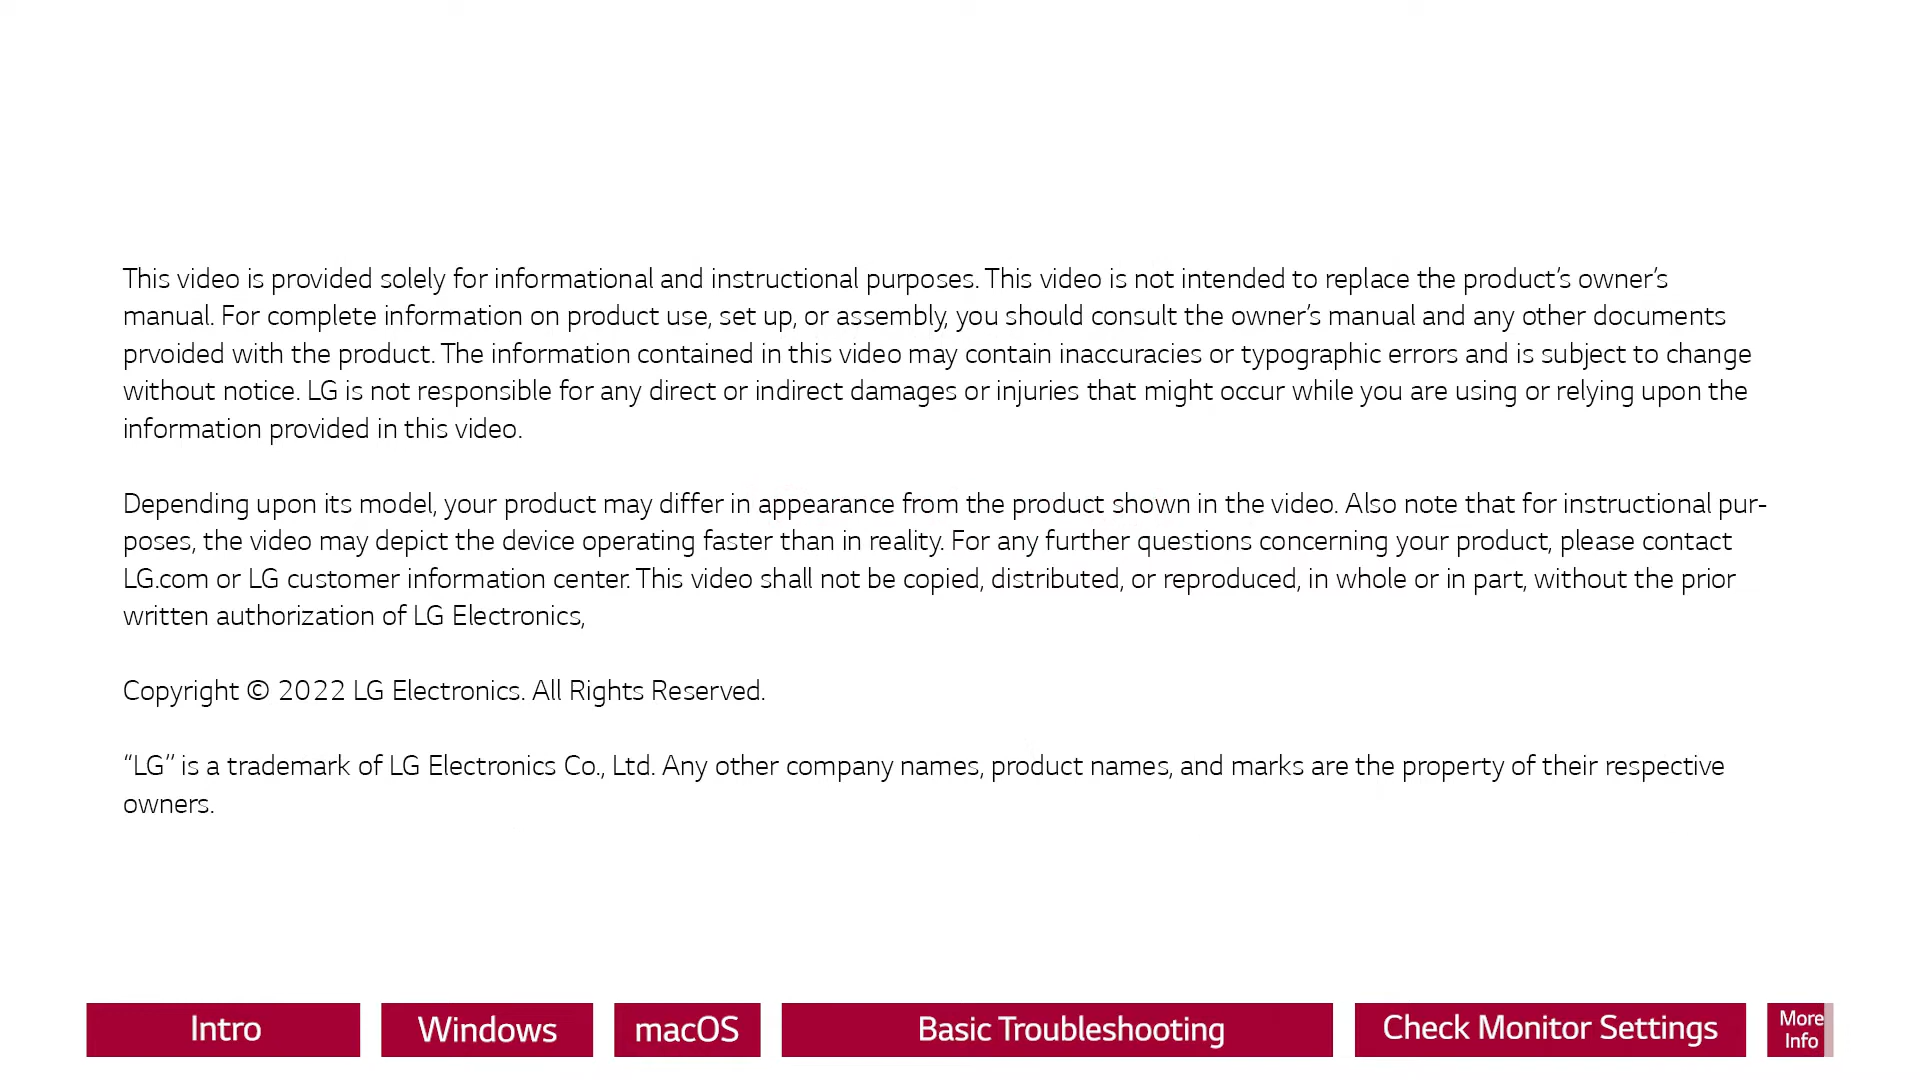 This video is provided solely for informational and instructional purposes. This video is not intended to replace the product’s owner’s
manual. For complete information on product use, set up, or assembly, you should consult the owner’s manual and any other documents
prvoided with the product. The information contained in this video may contain inaccuracies or typographic errors and is subject to change
without notice. LG is not responsible for any direct or indirect damages or injuries that might occur while you are using or relying upon the
information provided in this video.
Depending upon its model, your product may differ in appearance from the product shown in the video. Also note that for instructional pur-
poses, the video may depict the device operating faster than in reality. For any further questions concerning your product, please contact
LG.com or LG customer information center. This video shall not be copied, distributed, or reproduced, in whole or in part, without the prior
written authorization of LG Electronics,
Copyright © 2022 LG Electronics. All Rights Reserved.
“LG” is a trademark of LG Electronics Co., Ltd. Any other company names, product names, and marks are the property of their respective
owners.
Intro Windows macOS Basic Troubleshooting Check Monitor Settings More
Info